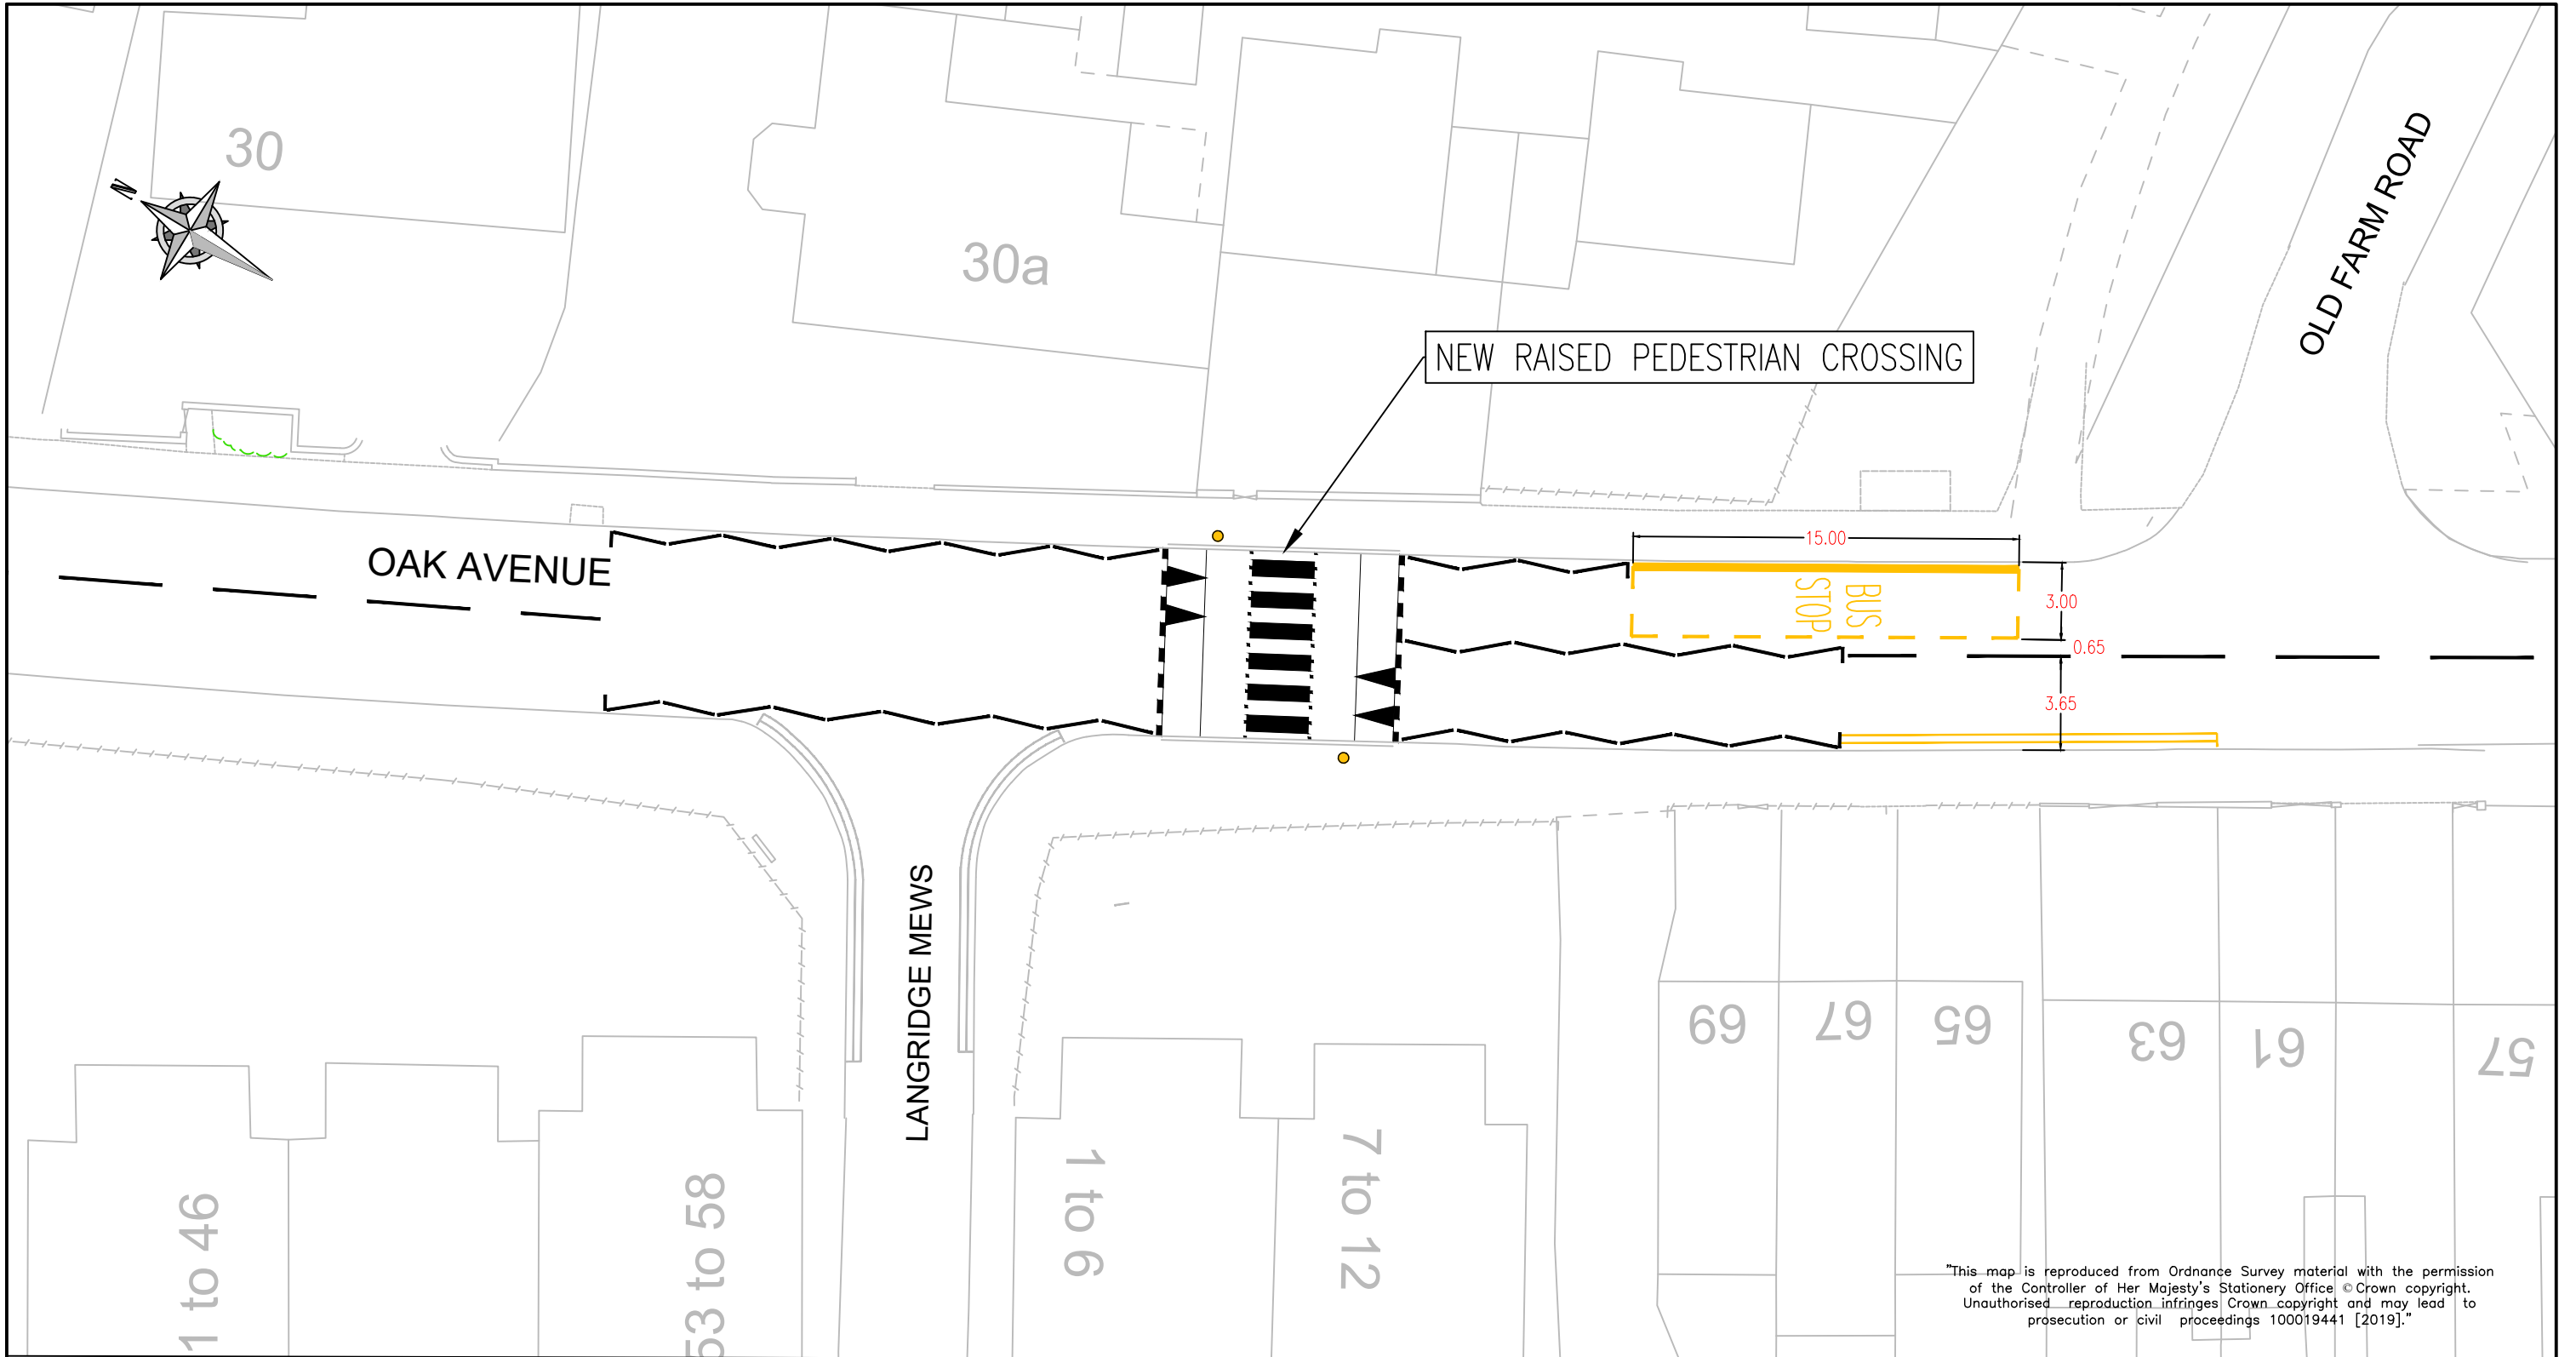 30
N
30a
OLD FARM ROAD
NEW RAISED PEDESTRIAN CROSSING
OAK AVENUE
15.00
BUS
STOP
3.00
0.65
3.65
LANGRIDGE MEWS
69
67
65
63
61
57
1 to 46
53 to 58
1 to 6
7 to 12
"This map is reproduced from Ordnance Survey material with the permission
of the Controller of Her Majesty's Stationery Office © Crown copyright.
Unauthorised reproduction infringes Crown copyright and may lead to
prosecution or civil proceedings 100019441 [2019]."